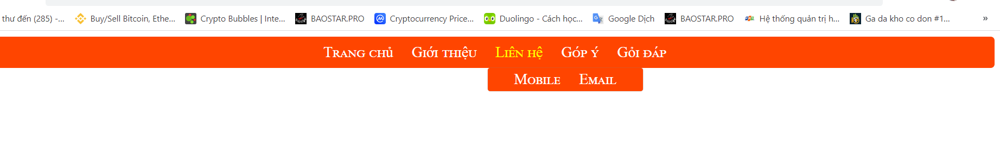 thư đến (285) -... Buy/Sell Bitcoin, Ethe... Crypto Bubbles | Inte... BAOSTAR.PRO Cryptocurrency Price... Duolingo - Cách học... Google Dịch BAOSTAR.PRO Hệ thống quản trị h... Ga da kho co don #1... »
Trang chủ Giới thiệu Liên hệ Góp Ý Gỏi đáp
Mobile Email